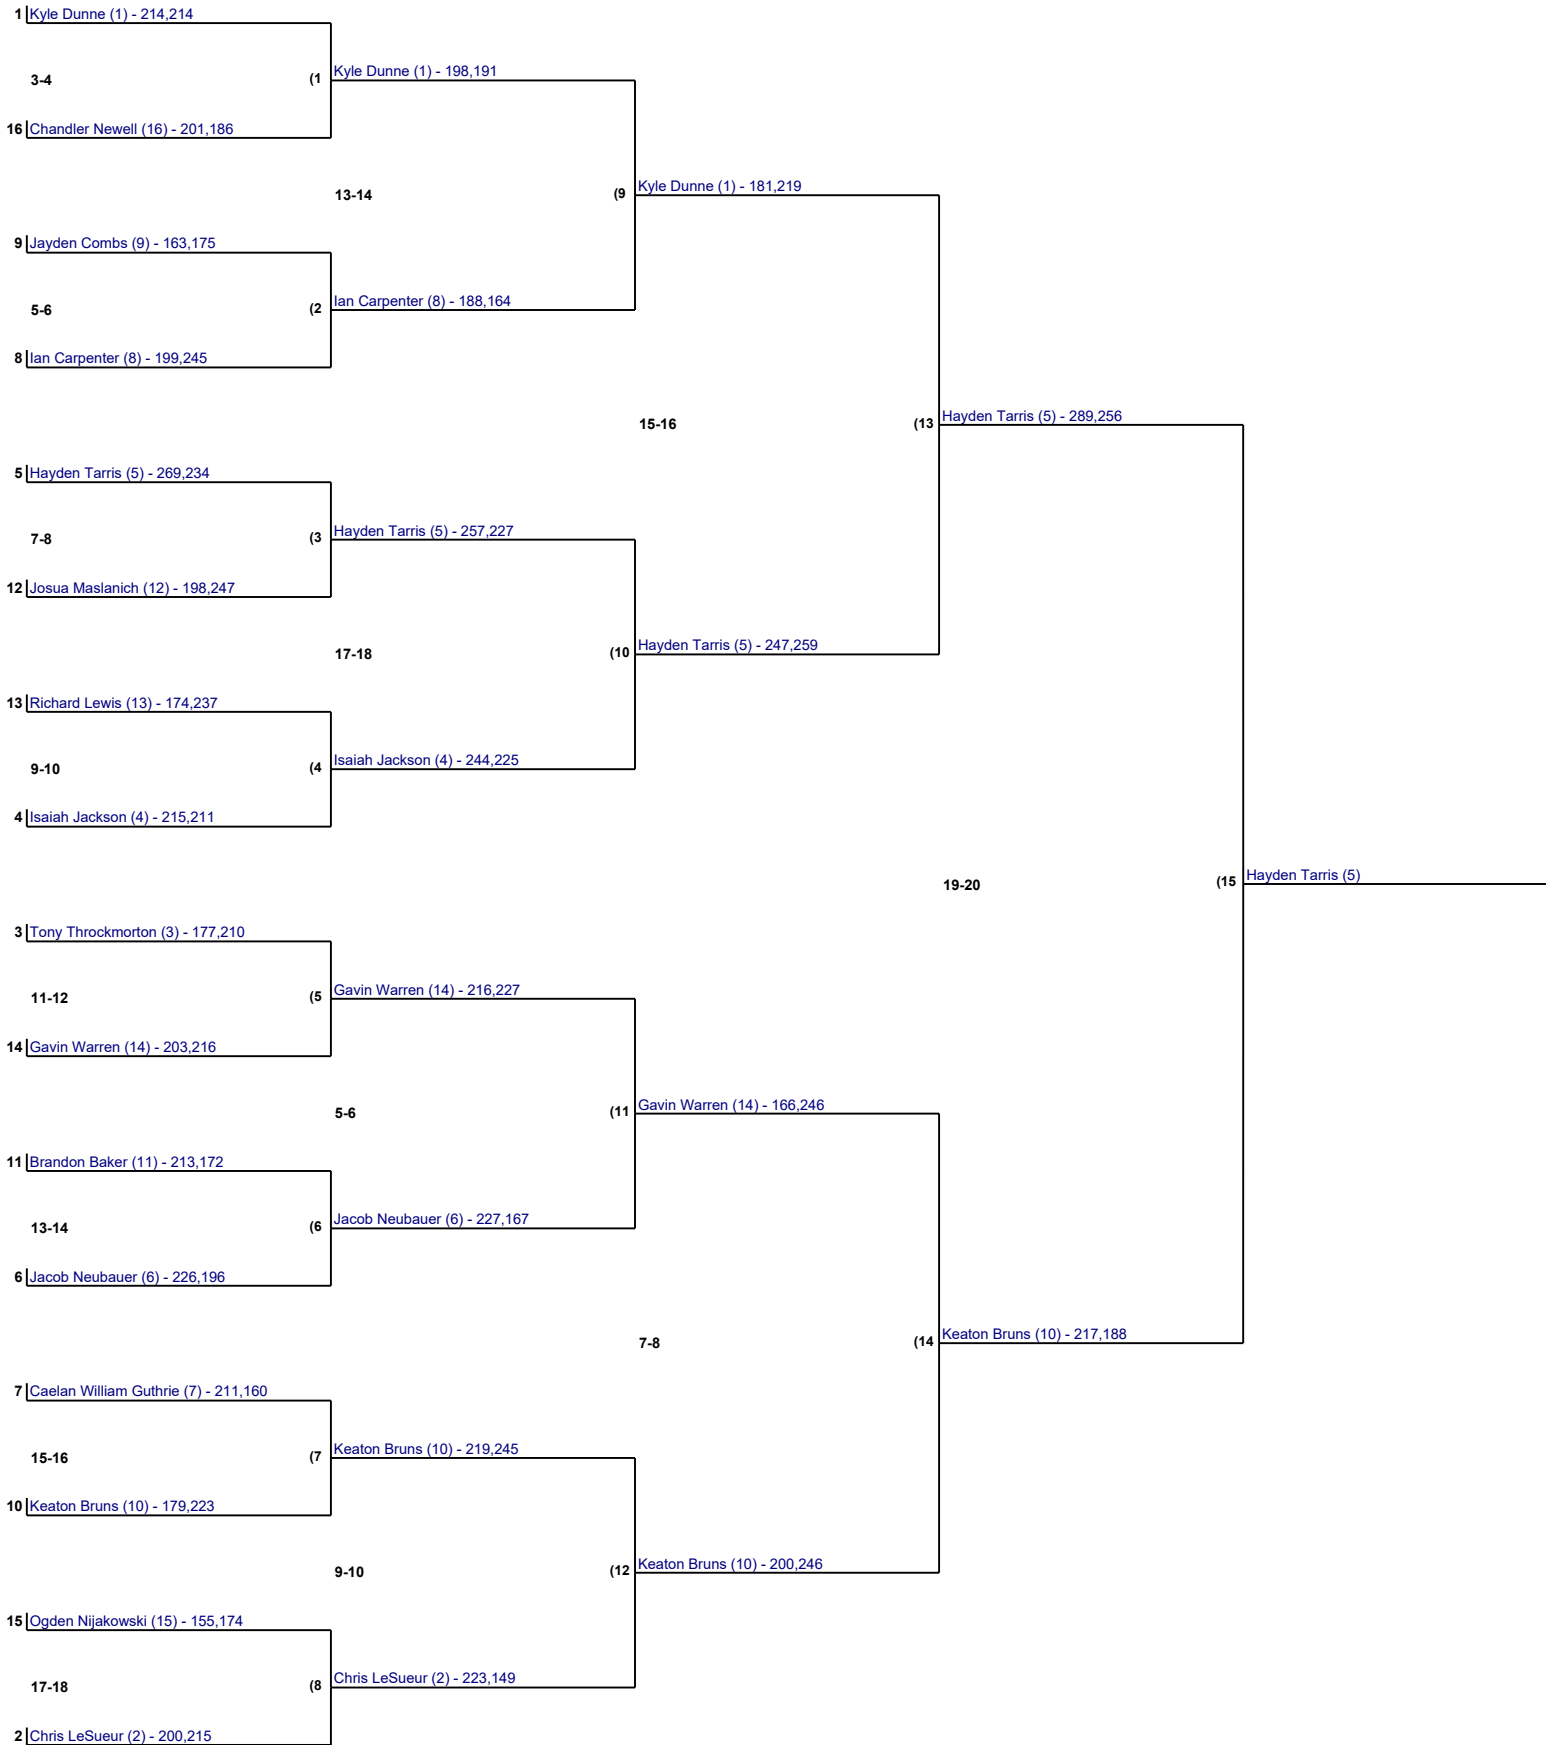 1 Kyle Dunne (1) - 214,214
3-4 (1 Kyle Dunne (1) - 198,191
16 Chandler Newell (16) - 201,186
13-14 (9 Kyle Dunne (1) - 181,219
9 Jayden Combs (9) - 163,175
5-6 (2 Ian Carpenter (8) - 188,164
8 Ian Carpenter (8) - 199,245
15-16 (13 Hayden Tarris (5) - 289,256
5 Hayden Tarris (5) - 269,234
7-8 (3 Hayden Tarris (5) - 257,227
12 Josua Maslanich (12) - 198,247
17-18 (10 Hayden Tarris (5) - 247,259
13 Richard Lewis (13) - 174,237
9-10 (4 Isaiah Jackson (4) - 244,225
4 Isaiah Jackson (4) - 215,211
19-20 (15 Hayden Tarris (5)
3 Tony Throckmorton (3) - 177,210
11-12 (5 Gavin Warren (14) - 216,227
14 Gavin Warren (14) - 203,216
5-6 (11 Gavin Warren (14) - 166,246
11 Brandon Baker (11) - 213,172
13-14 (6 Jacob Neubauer (6) - 227,167
6 Jacob Neubauer (6) - 226,196
7-8 (14 Keaton Bruns (10) - 217,188
7 Caelan William Guthrie (7) - 211,160
15-16 (7 Keaton Bruns (10) - 219,245
10 Keaton Bruns (10) - 179,223
9-10 (12 Keaton Bruns (10) - 200,246
15 Ogden Nijakowski (15) - 155,174
17-18 (8 Chris LeSueur (2) - 223,149
2 Chris LeSueur (2) - 200,215